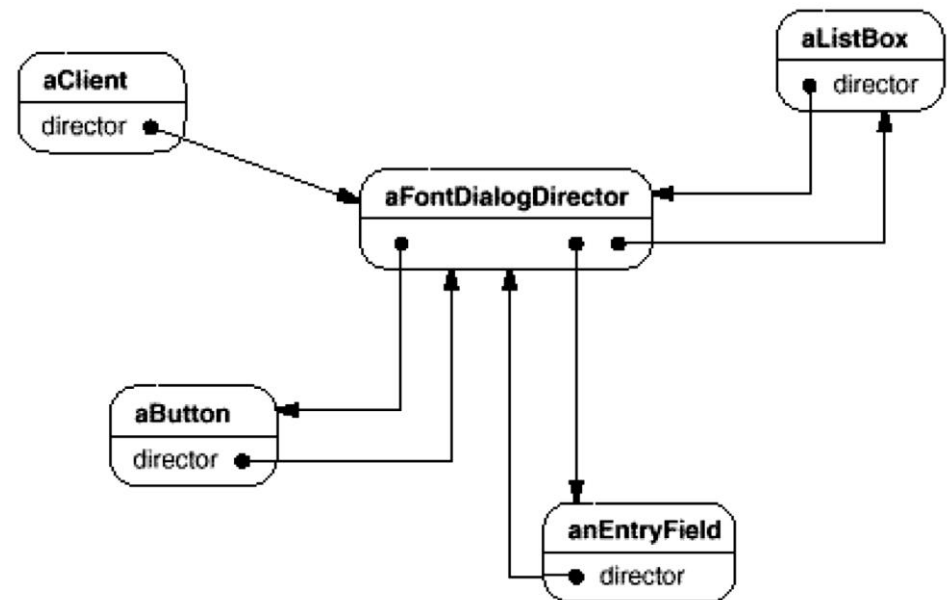 aClient
director
aListBox
director
aFontDialogDirector
aButton
director
anEntryField
director